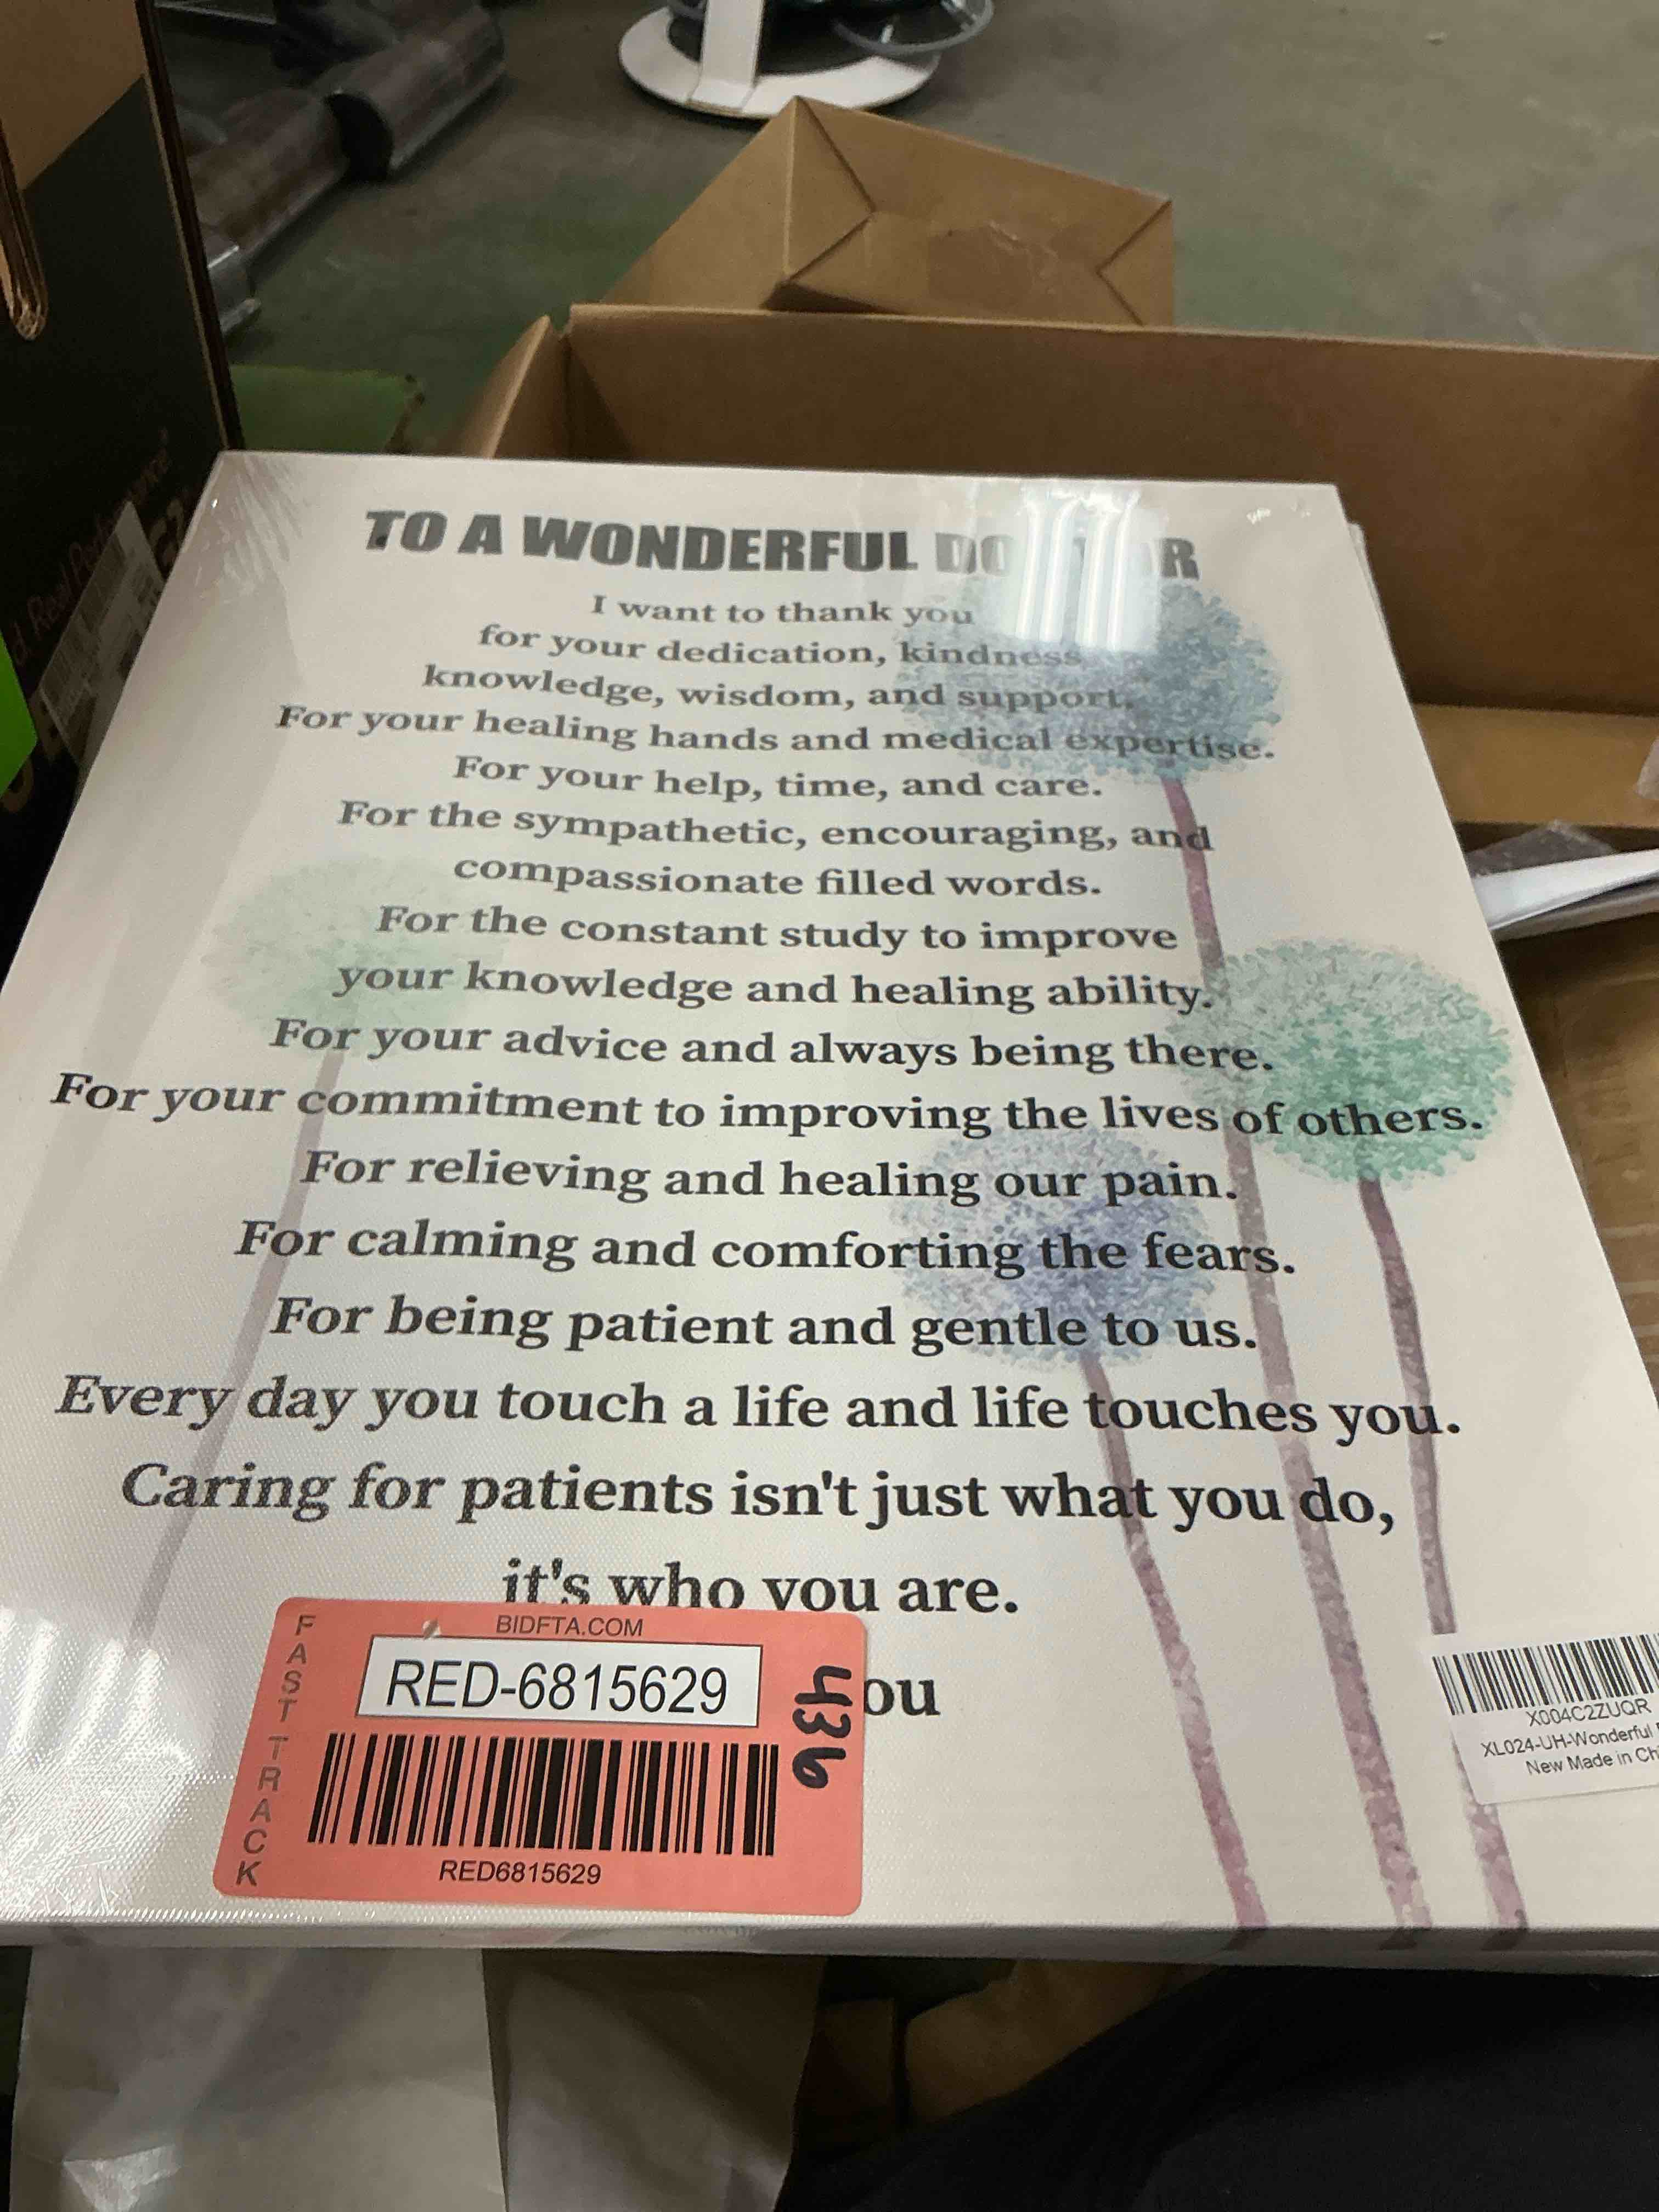 TO A WONDERFUL DOCTOR
I want to thank you
for your dedication, kindness,
knowledge, wisdom, and support.
For your healing hands and medical expertise.
For your help, time, and care.
For the sympathetic, encouraging, and
compassionate filled words.
For the constant study to improve
your knowledge and healing ability.
For your advice and always being there.
For your commitment to improving the lives of others.
For relieving and healing our pain.
For calming and comforting the fears.
For being patient and gentle to us.
Every day you touch a life and life touches you.
Caring for patients isn't just what you do,
it's who you are.
ou
FAST TRACK
BIDFTA.COM
RED-6815629
436
RED6815629
X004C2ZUQR
XL024-UH-Wonderful
New Made in Chi